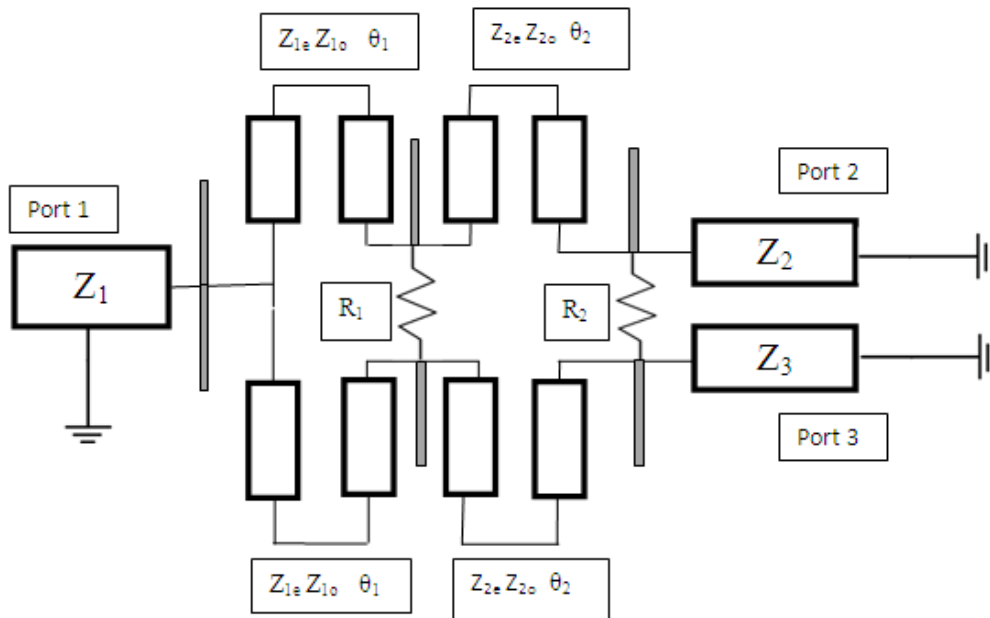 Z₁ₑ Z₁ₒ θ₁
Z₂ₑ Z₂ₒ θ₂
Port 1
Port 2
Z₁
Z₂
R₁
R₂
Z₃
Port 3
Z₁ₑ Z₁ₒ θ₁
Z₂ₑ Z₂ₒ θ₂